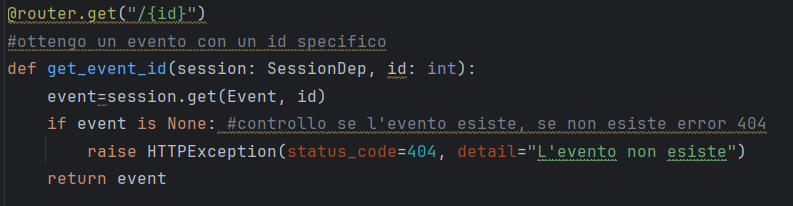 @router.get("/{id}")
#ottengo un evento con un id specifico
def get_event_id(session: SessionDep, id: int):
    event=session.get(Event, id)
    if event is None: #controllo se l'evento esiste, se non esiste error 404
        raise HTTPException(status_code=404, detail="L'evento non esiste")
    return event